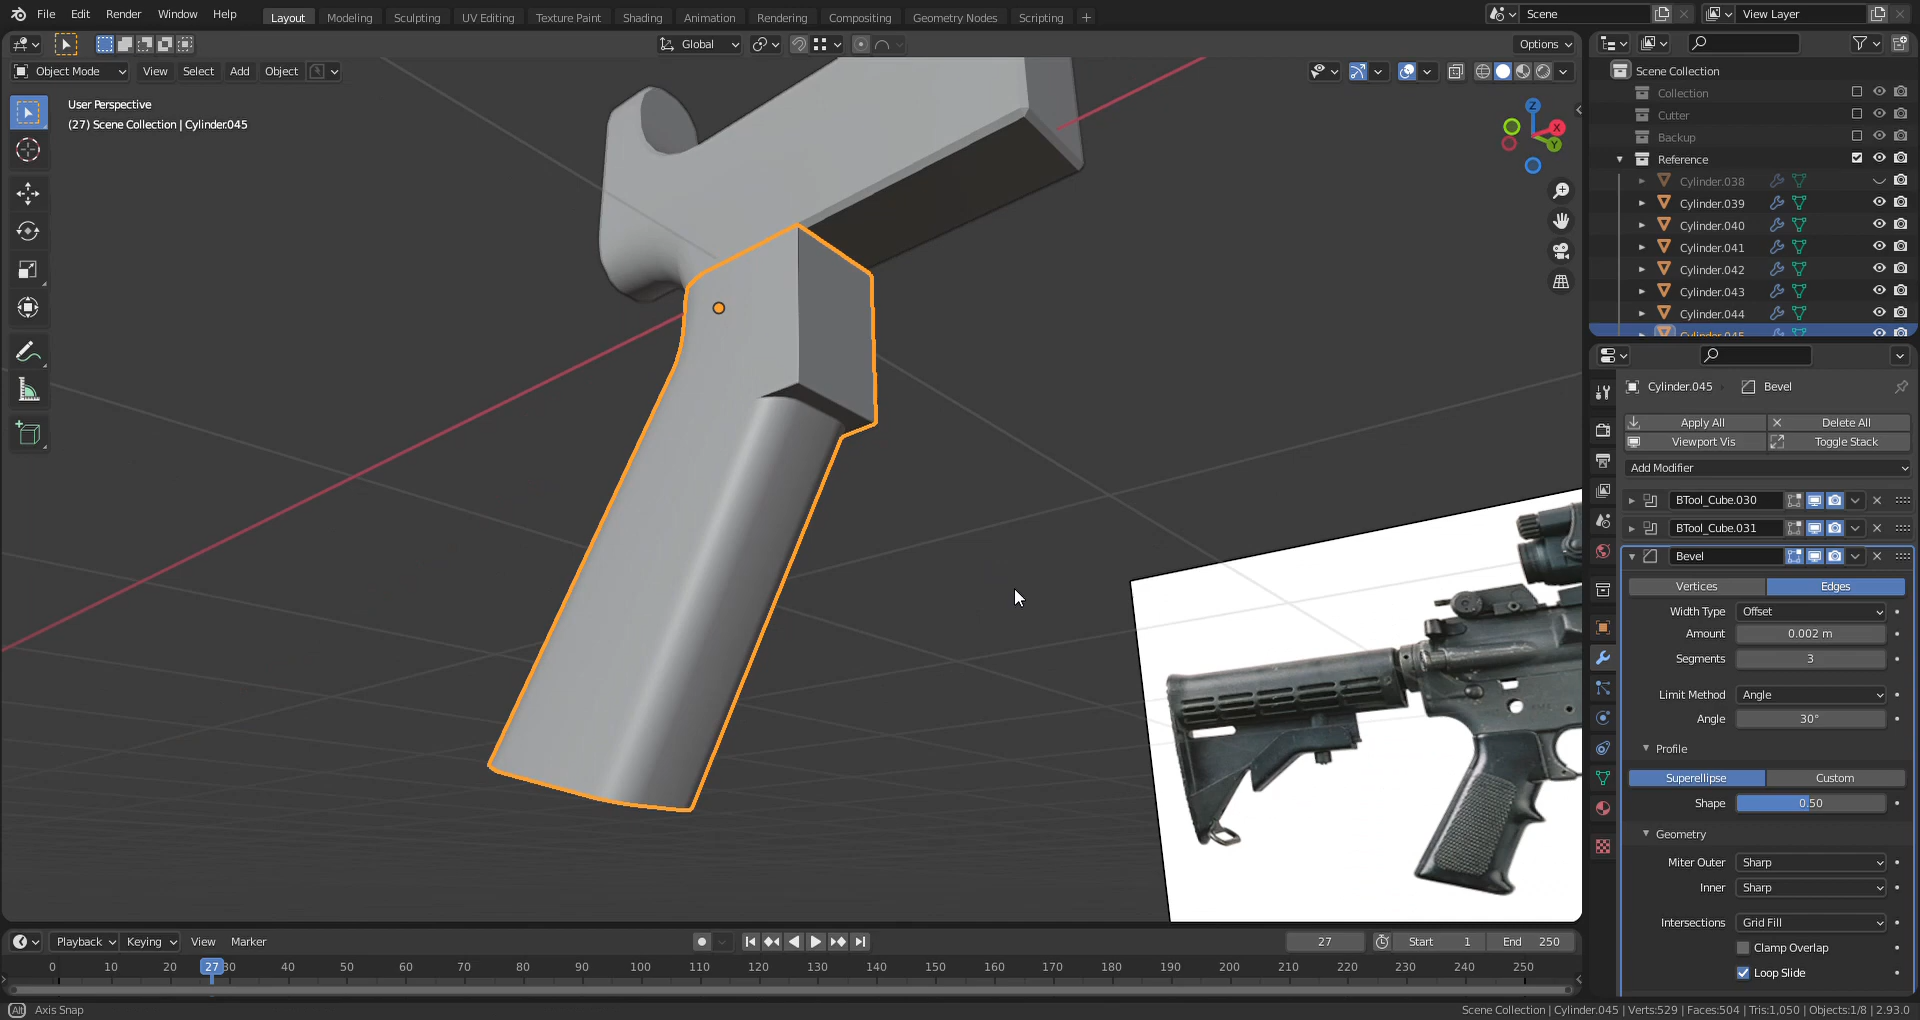 File Edit Render Window Help
Layout Modeling Sculpting UV Editing Texture Paint Shading Animation Rendering Compositing Geometry Nodes Scripting +
Scene
View Layer
Global
Options
Object Mode View Select Add Object
User Perspective
(27) Scene Collection | Cylinder.045
Z
X
Y
Scene Collection
Collection
Cutter
Backup
Reference
Cylinder.038
Cylinder.039
Cylinder.040
Cylinder.041
Cylinder.042
Cylinder.043
Cylinder.044
Cylinder.045
Cylinder.045 Bevel
Apply All Delete All
Viewport Vis Toggle Stack
Add Modifier
BTool_Cube.030
BTool_Cube.031
Bevel
Vertices Edges
Width Type Offset
Amount 0.002 m
Segments 3
Limit Method Angle
Angle 30°
Profile
Superellipse Custom
Shape 0.50
Geometry
Miter Outer Sharp
Inner Sharp
Intersections Grid Fill
Clamp Overlap
Loop Slide
Playback Keying View Marker
27 Start 1 End 250
0 10 20 27 30 40 50 60 70 80 90 100 110 120 130 140 150 160 170 180 190 200 210 220 230 240 250
Alt Axis Snap
Scene Collection | Cylinder.045 | Verts:529 | Faces:504 | Tris:1,050 | Objects:1/8 | 2.93.0